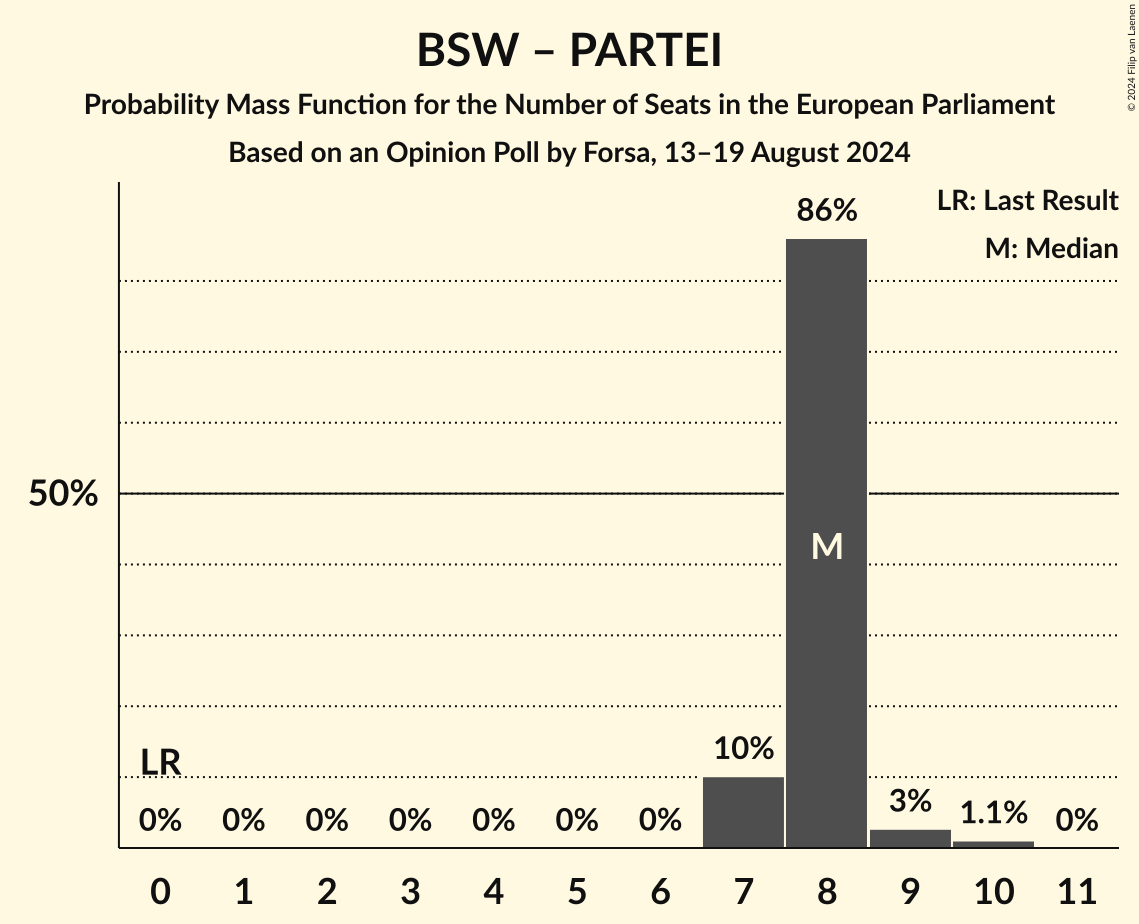 BSW – PARTEI
Probability Mass Function for the Number of Seats in the European Parliament
Based on an Opinion Poll by Forsa, 13–19 August 2024
© 2024 Filip van Laenen
LR: Last Result
M: Median
86%
50%
M
LR
10%
0% 0% 0% 0% 0% 0% 0% 3% 1.1% 0%
0 1 2 3 4 5 6 7 8 9 10 11